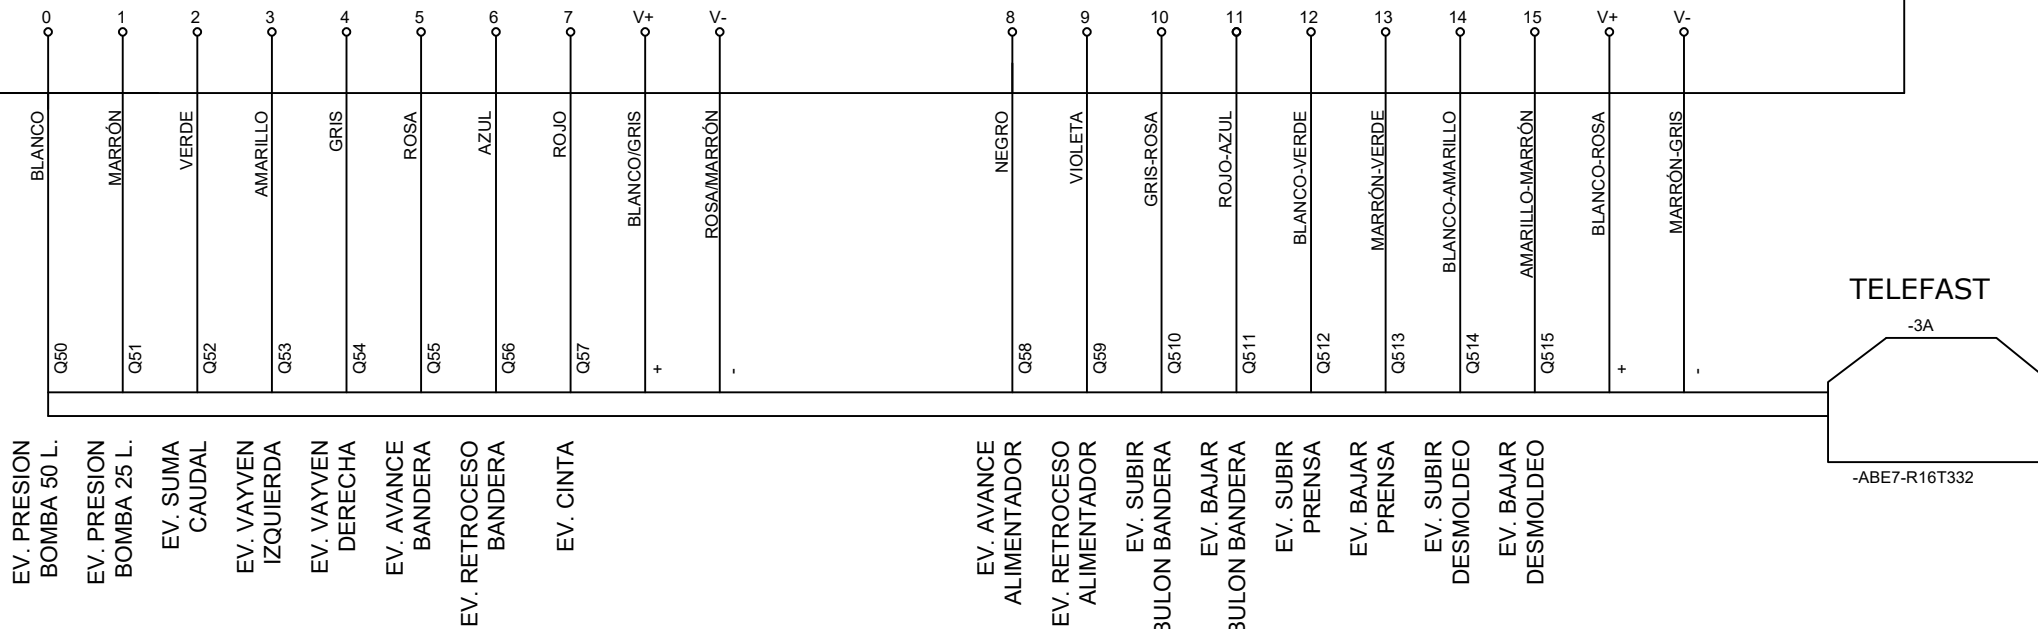 0 1 2 3 4 5 6 7 V+ V- 8 9 10 11 12 13 14 15 V+ V-
BLANCO
MARRÓN
VERDE
AMARILLO
GRIS
ROSA
AZUL
ROJO
BLANCO/GRIS
ROSA/MARRÓN
NEGRO
VIOLETA
GRIS-ROSA
ROJO-AZUL
BLANCO-VERDE
MARRÓN-VERDE
BLANCO-AMARILLO
AMARILLO-MARRÓN
BLANCO-ROSA
MARRÓN-GRIS
Q50
Q51
Q52
Q53
Q54
Q55
Q56
Q57
+
-
Q58
Q59
Q510
Q511
Q512
Q513
Q514
Q515
+
-
TELEFAST
-3A
-ABE7-R16T332
EV. PRESION
BOMBA 50 L.
EV. PRESION
BOMBA 25 L.
EV. SUMA
CAUDAL
EV. VAYVEN
IZQUIERDA
EV. VAYVEN
DERECHA
EV. AVANCE
BANDERA
EV. RETROCESO
BANDERA
EV. CINTA
EV. AVANCE
ALIMENTADOR
EV. RETROCESO
ALIMENTADOR
EV. SUBIR
BULON BANDERA
EV. BAJAR
BULON BANDERA
EV. SUBIR
PRENSA
EV. BAJAR
PRENSA
EV. SUBIR
DESMOLDEO
EV. BAJAR
DESMOLDEO